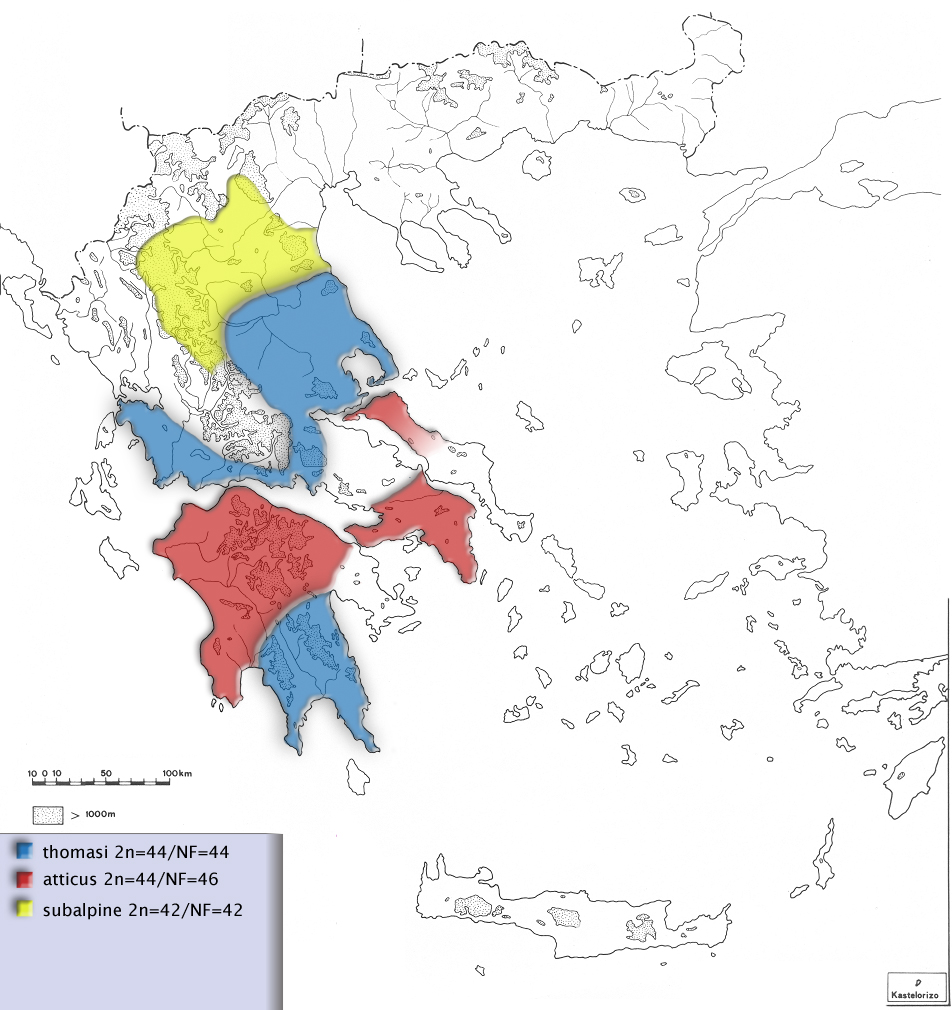 10 0 10 50 100km
> 1000m
thomasi 2n=44/NF=44
atticus 2n=44/NF=46
subalpine 2n=42/NF=42
Kastelorizo